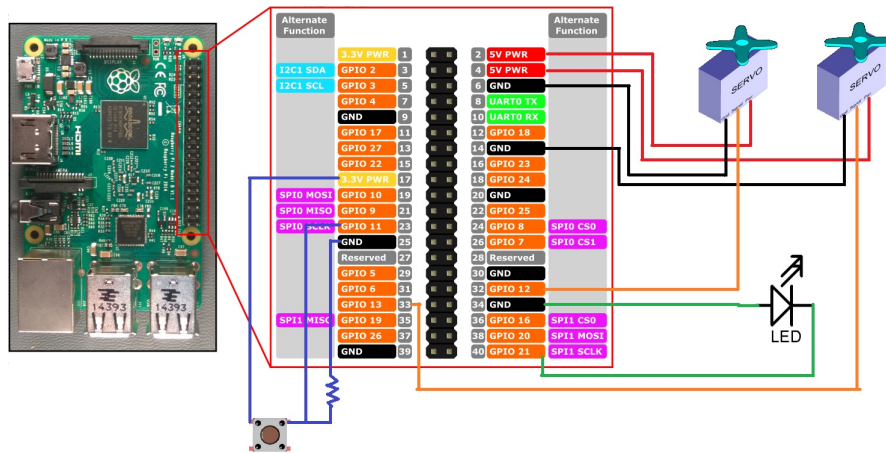 Alternate
Function
Alternate
Function
3.3V PWR 1 2 5V PWR
I2C1 SDA GPIO 2 3 4 5V PWR
I2C1 SCL GPIO 3 5 6 GND
GPIO 4 7 8 UART0 TX
GND 9 10 UART0 RX
GPIO 17 11 12 GPIO 18
GPIO 27 13 14 GND
GPIO 22 15 16 GPIO 23
3.3V PWR 17 18 GPIO 24
SPI0 MOSI GPIO 10 19 20 GND
SPI0 MISO GPIO 9 21 22 GPIO 25
SPI0 SCLK GPIO 11 23 24 GPIO 8 SPI0 CS0
GND 25 26 GPIO 7 SPI0 CS1
Reserved 27 28 Reserved
GPIO 5 29 30 GND
GPIO 6 31 32 GPIO 12
GPIO 13 33 34 GND
SPI1 MISO GPIO 19 35 36 GPIO 16 SPI1 CS0
GPIO 26 37 38 GPIO 20 SPI1 MOSI
GND 39 40 GPIO 21 SPI1 SCLK
SERVO
SERVO
LED
DISPLAY
HDMI
14393
14393